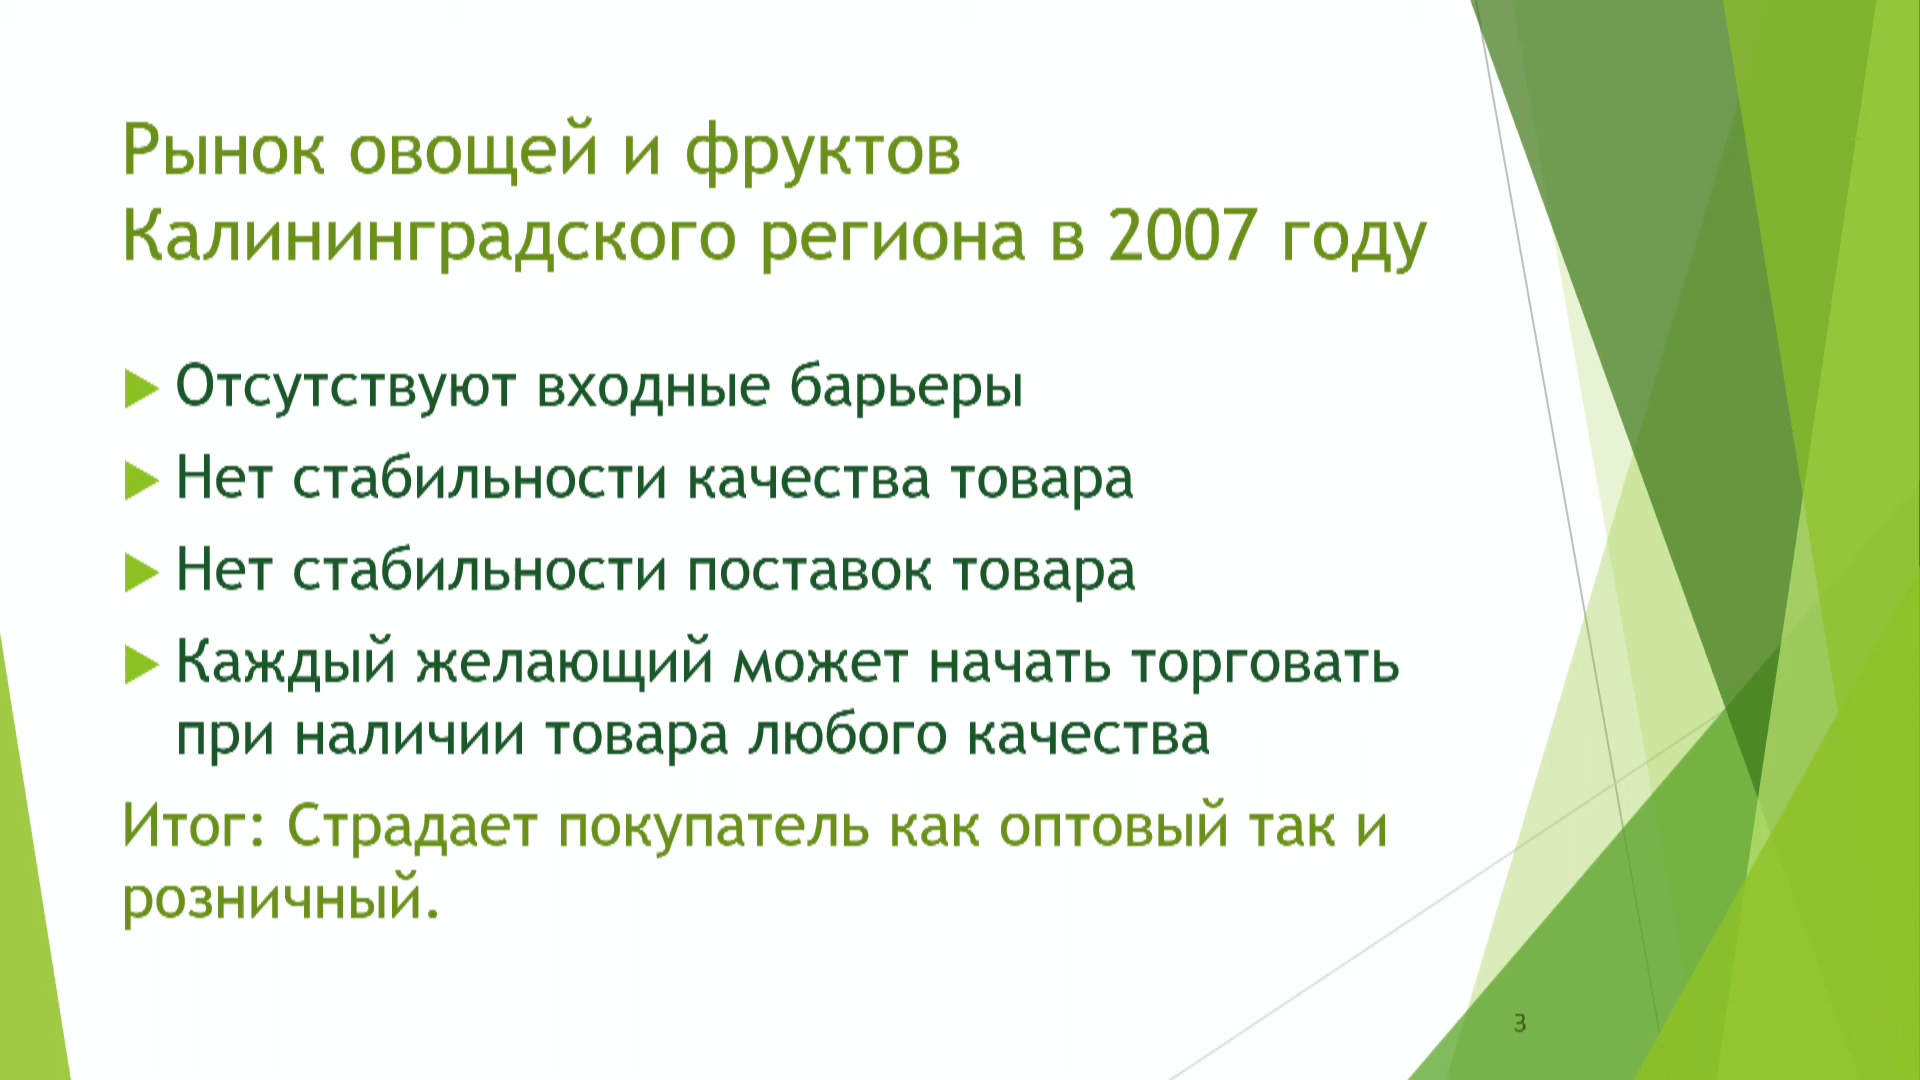 Рынок овощей и фруктов
Калининградского региона в 2007 году
Отсутствуют входные барьеры
Нет стабильности качества товара
Нет стабильности поставок товара
Каждый желающий может начать торговать
при наличии товара любого качества
Итог: Страдает покупатель как оптовый так и
розничный.
3